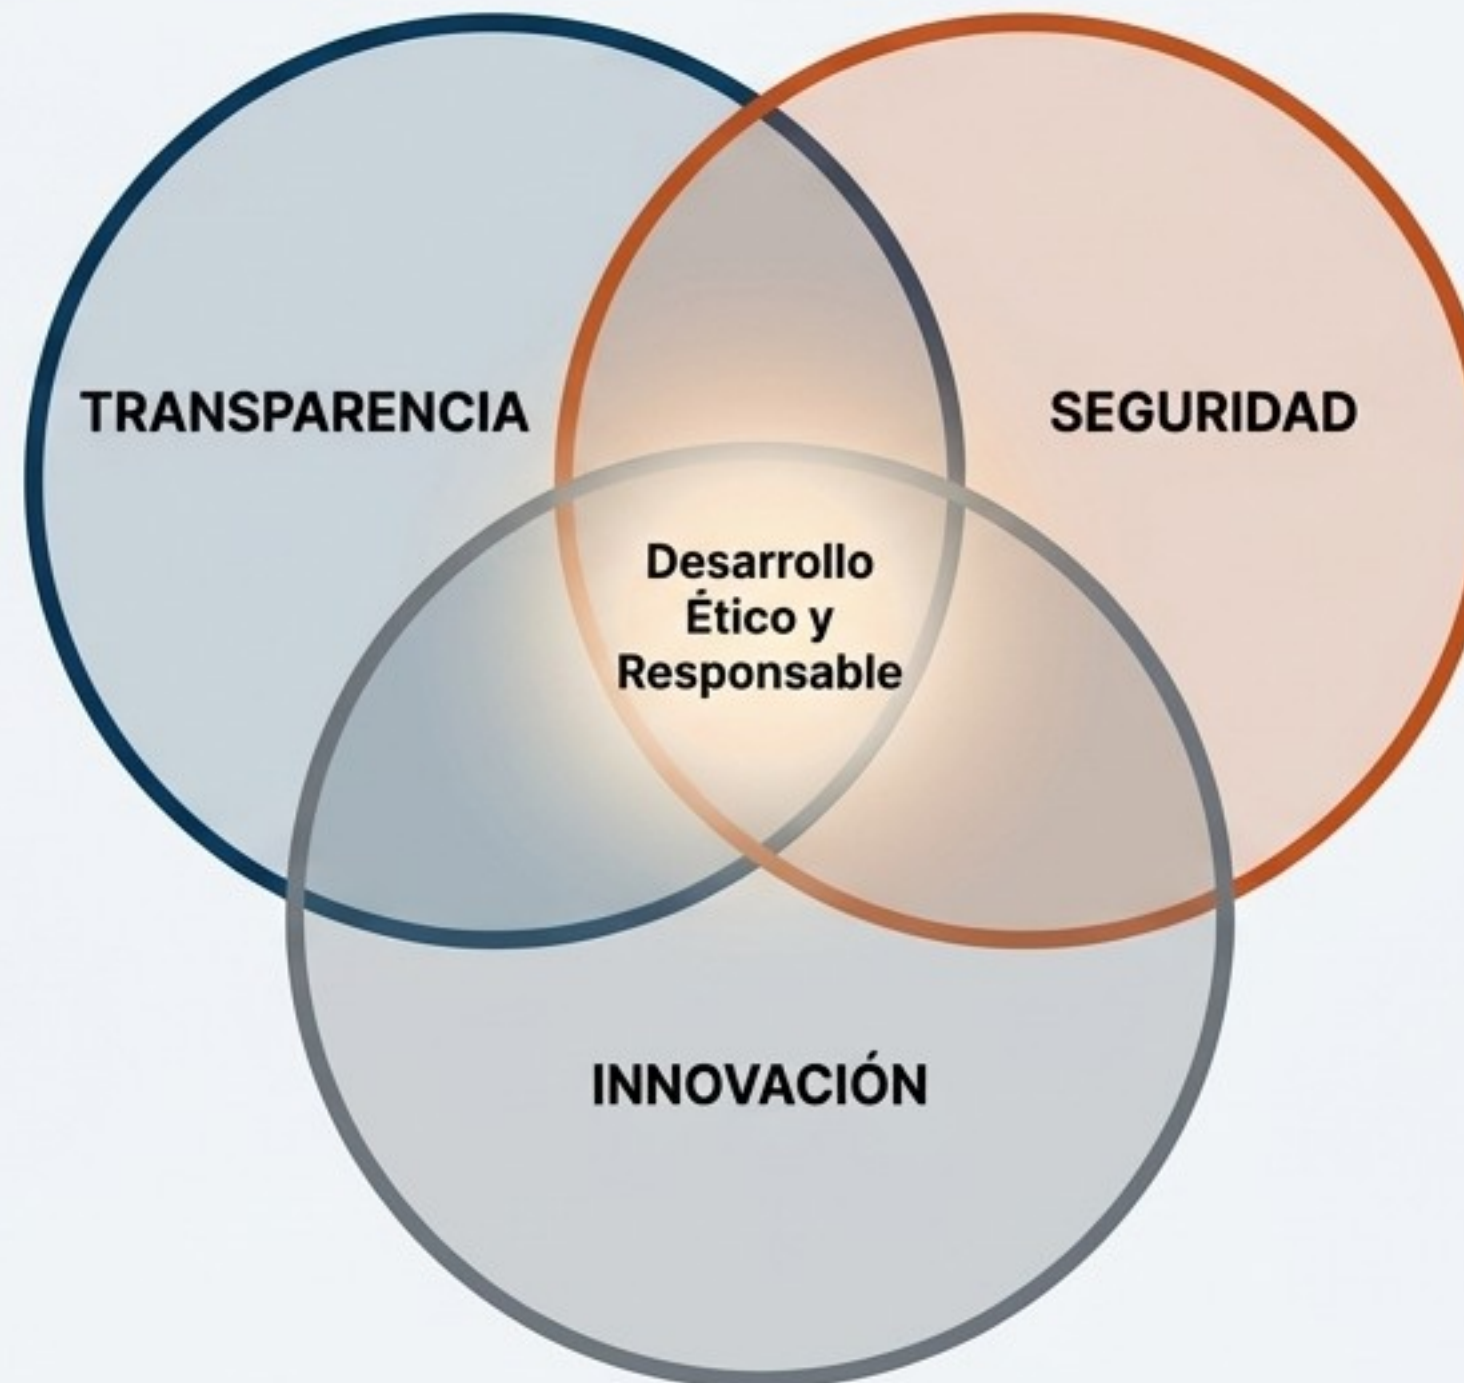 TRANSPARENCIA
SEGURIDAD
Desarrollo
Ético y
Responsable
INNOVACIÓN